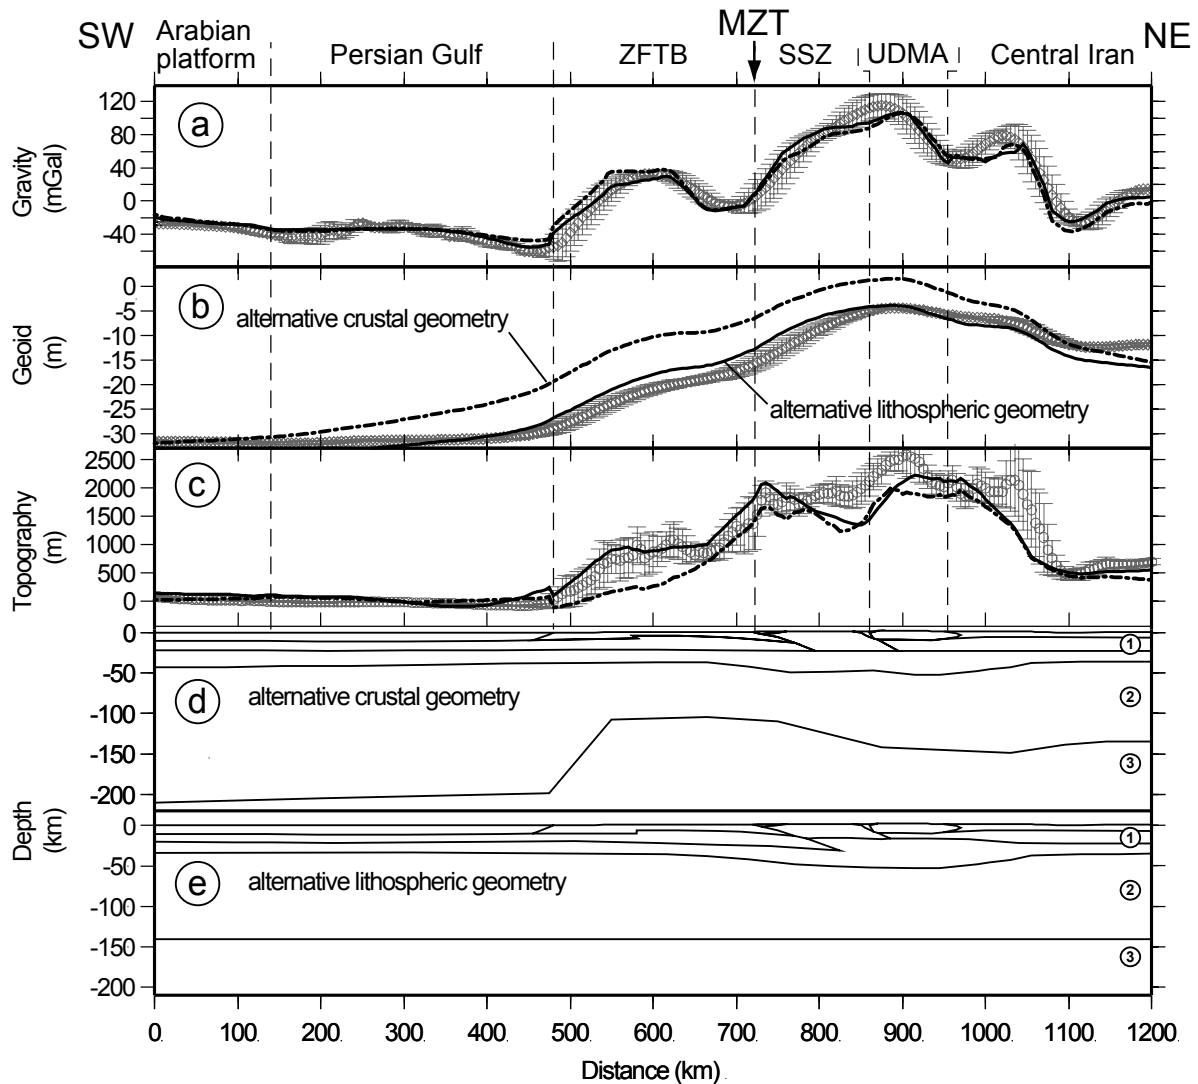 SW
Arabian
platform
Persian Gulf
ZFTB
MZT
SSZ
UDMA
Central Iran
NE
a
Gravity
(mGal)
120
80
40
0
-40
b
Geoid
(m)
0
-5
-10
-15
-20
-25
-30
alternative crustal geometry
alternative lithospheric geometry
c
Topography
(m)
2500
2000
1500
1000
500
0
d
alternative crustal geometry
0
-50
-100
-150
-200
1
2
3
Depth
(km)
e
alternative lithospheric geometry
0
-50
-100
-150
-200
1
2
3
0 100 200 300 400 500 600 700 800 900 1000 1100 1200
Distance (km)